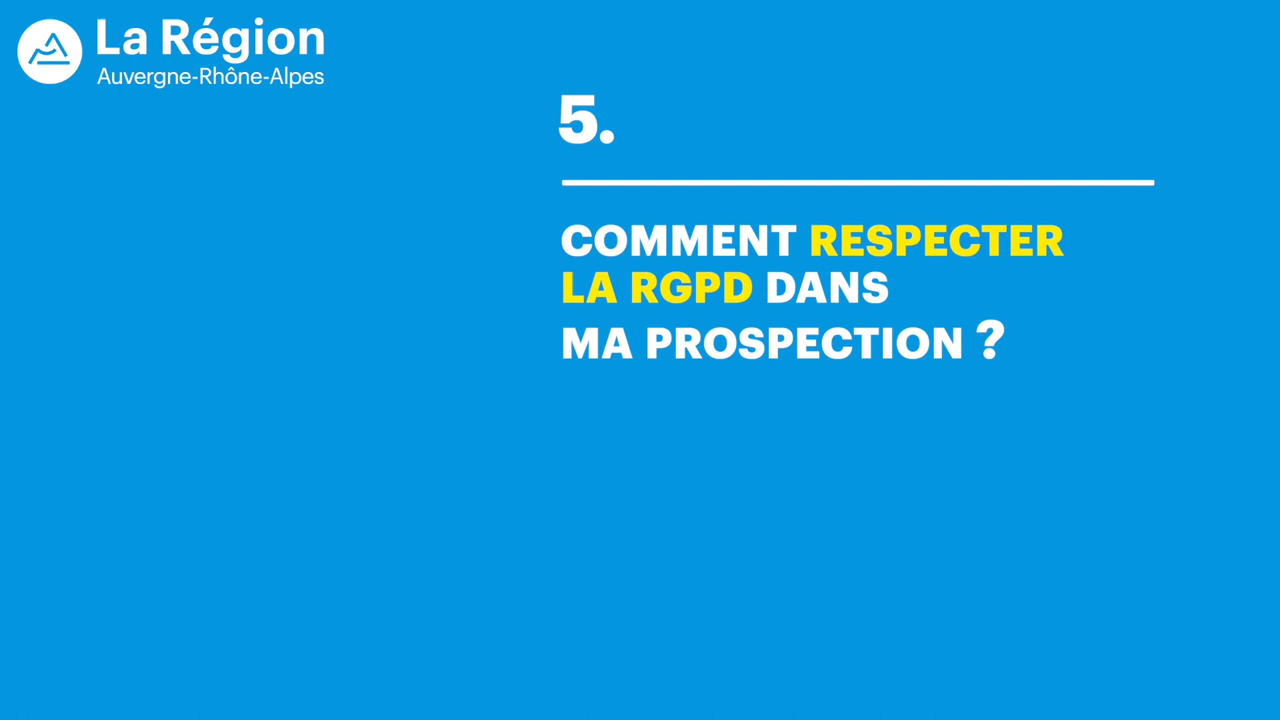 La Région
Auvergne-Rhône-Alpes
5.
COMMENT RESPECTER
LA RGPD DANS
MA PROSPECTION ?